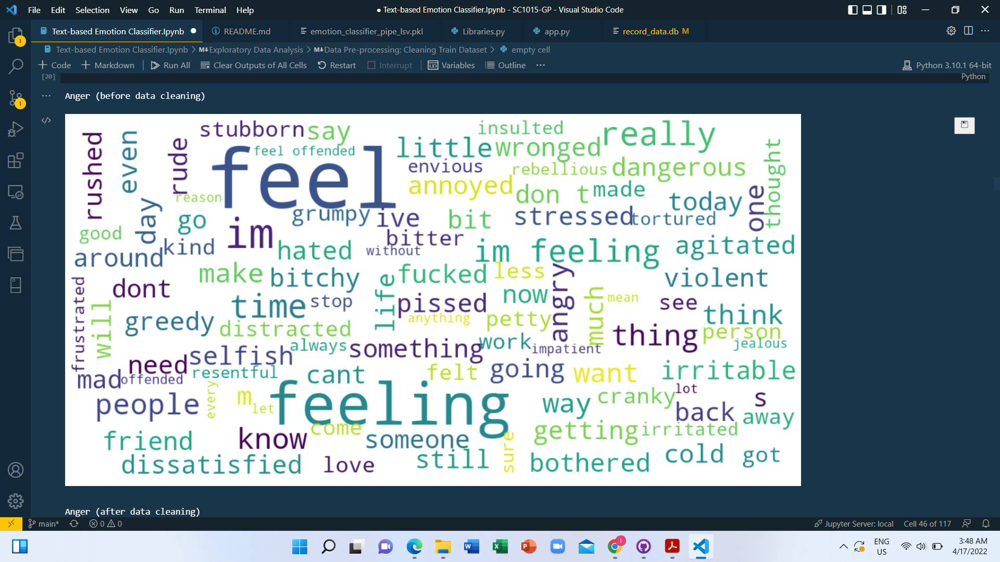 File Edit Selection View Go Run Terminal Help
● Text-based Emotion Classifier.Ipynb - SC1015-GP - Visual Studio Code
Text-based Emotion Classifier.Ipynb README.md emotion_classifier_pipe_lsv.pkl Libraries.py app.py record_data.db M
Text-based Emotion Classifier.Ipynb > M↓Exploratory Data Analysis > M↓Data Pre-processing: Cleaning Train Dataset > empty cell
+ Code + Markdown | Run All Clear Outputs of All Cells Restart Interrupt | Variables Outline ···
Python 3.10.1 64-bit
[20]
Python
1
1
Anger (before data cleaning)
rushed
even
rude
stubborn
say
insulted
really
feel offended
feel
little
wronged
thought
envious
rebellious
dangerous
reason
annoyed
don t
made
today
one
day
go
good
grumpy
ive
bit
stressed
tortured
im
bitter
kind
hated
without
im feeling
agitated
around
make
bitchy
life
fucked
less
angry
violent
frustrated
dont
time
stop
pissed
now
much
mean
see
think
will
greedy
distracted
anything
petty
thing
person
always
something
work
impatient
jealous
need
selfish
mad
offended
resentful
cant
felt
going
want
irritable
people
every
m
let
feeling
way
cranky
lot
back
s
away
friend
know
come
someone
sure
getting
irritated
dissatisfied
love
still
bothered
cold
got
Anger (after data cleaning)
main* 0 0
Jupyter Server: local Cell 46 of 117
ENG
US
3:48 AM
4/17/2022